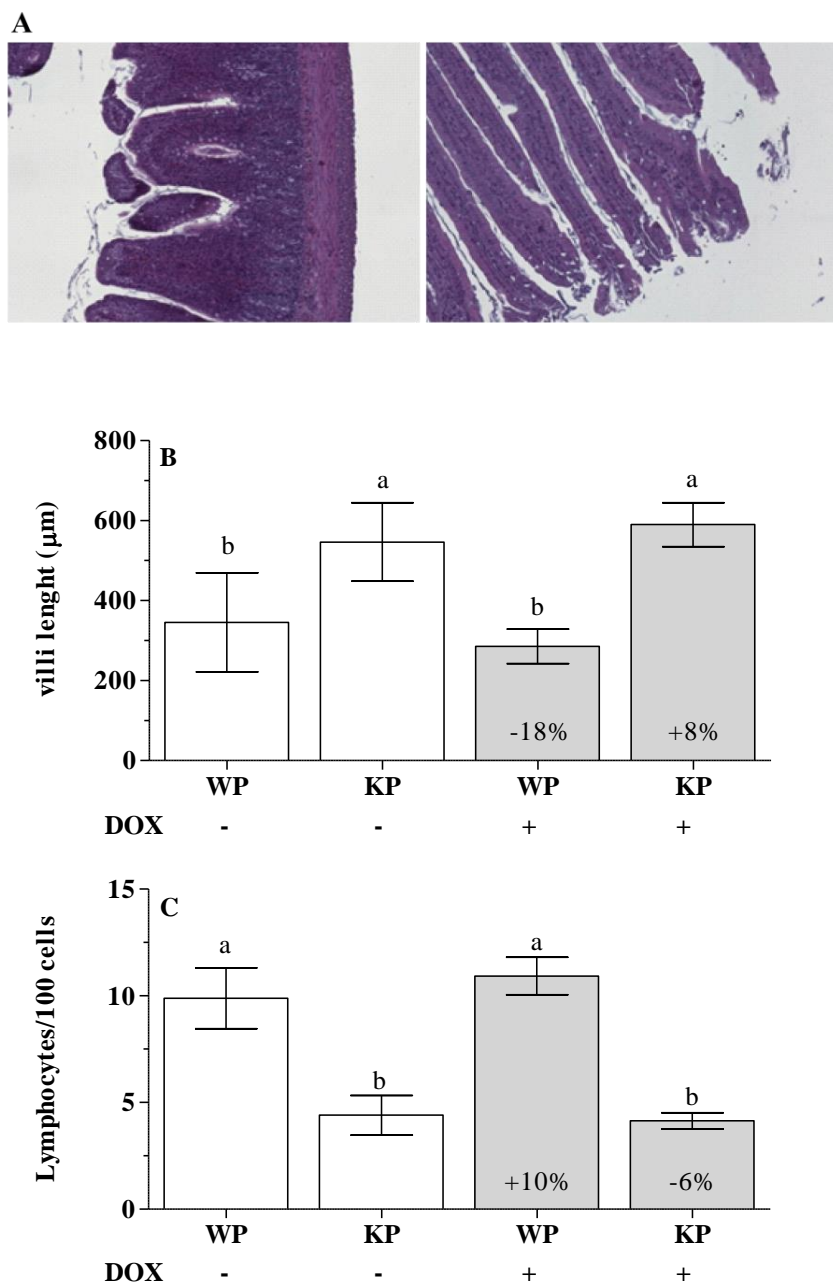 A
B
villi lenght (μm)
800
600
400
200
0
b
a
b
a
-18%
+8%
WP
KP
WP
KP
DOX
-
-
+
+
C
Lymphocytes/100 cells
15
10
5
0
a
b
a
b
+10%
-6%
WP
KP
WP
KP
DOX
-
-
+
+